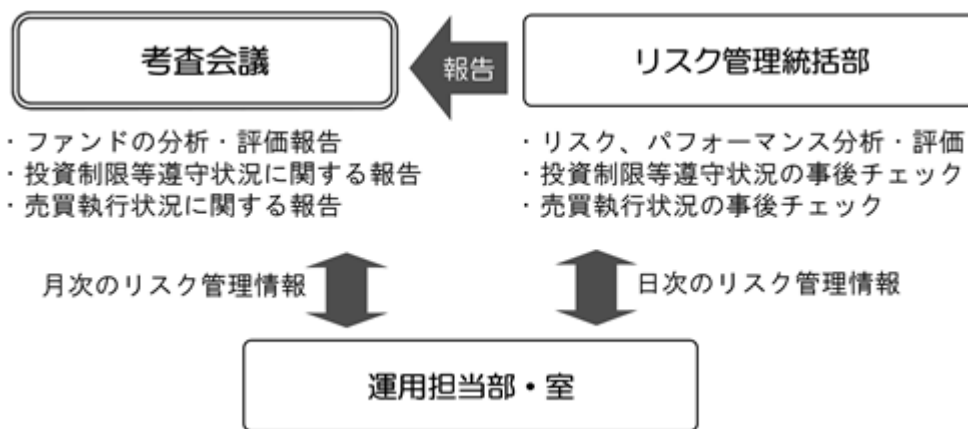 考査会議
報告
リスク管理統括部
・ファンドの分析・評価報告
・投資制限等遵守状況に関する報告
・売買執行状況に関する報告
・リスク、パフォーマンス分析・評価
・投資制限等遵守状況の事後チェック
・売買執行状況の事後チェック
月次のリスク管理情報
日次のリスク管理情報
運用担当部・室